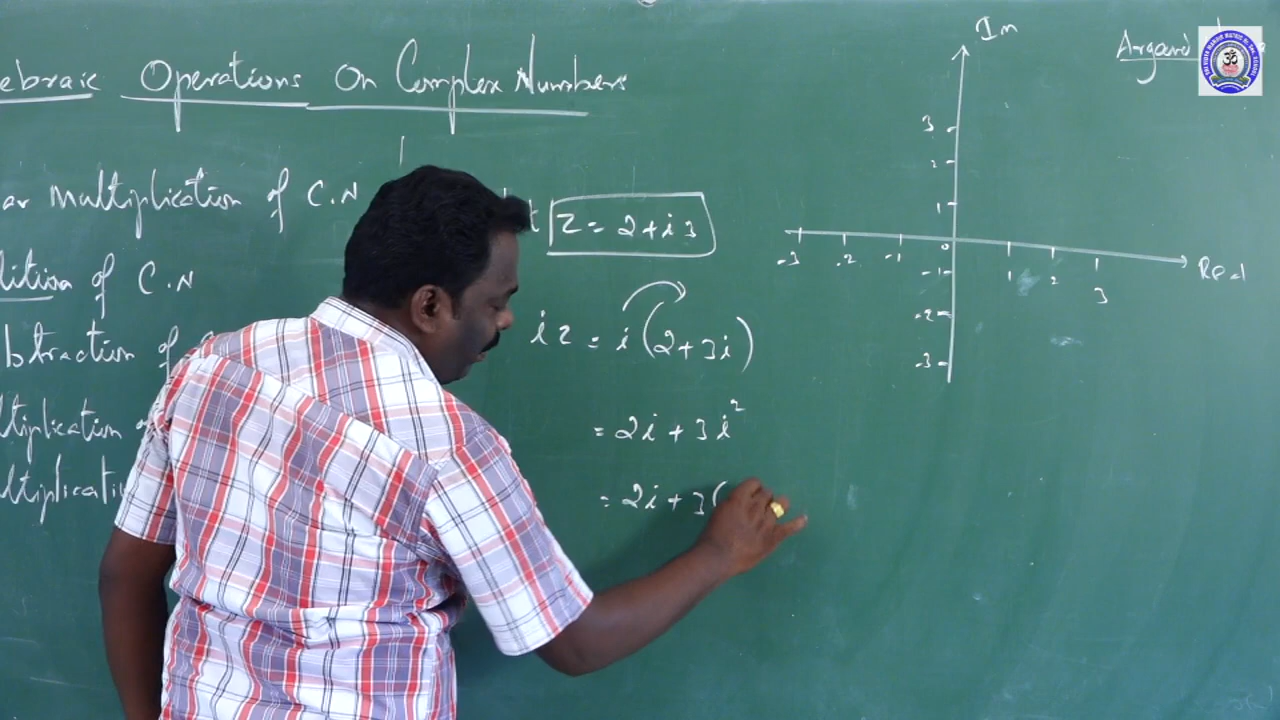 ebraic Operations On Complex Numbers
ar multiplication of C.N
lition of C.N
btraction of
ltiplication
ltiplicati
z = 2+i3
iz = i(2+3i)
= 2i + 3i²
= 2i + 3(
Im
3
2
1
0
-3 -2 -1
1 2 3
Real
-1
-2
-3
Argand